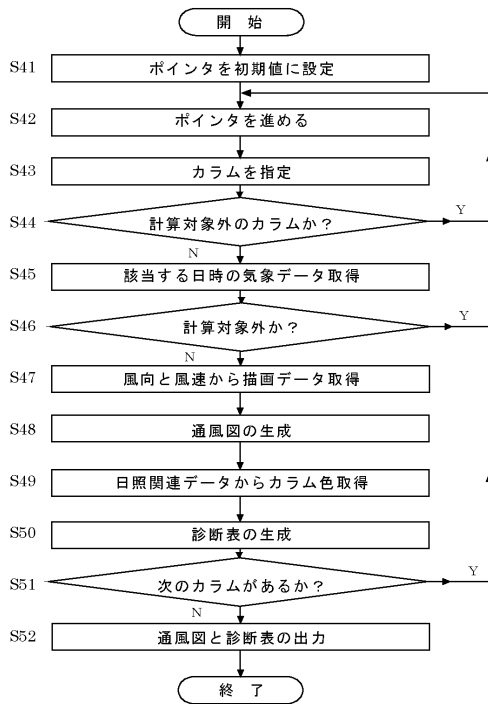 開 始
S41 ポインタを初期値に設定
S42 ポインタを進める
S43 カラムを指定
S44 計算対象外のカラムか？ Y
N
S45 該当する日時の気象データ取得
S46 計算対象外か？ Y
N
S47 風向と風速から描画データ取得
S48 通風図の生成
S49 日照関連データからカラム色取得
S50 診断表の生成
S51 次のカラムがあるか？ Y
N
S52 通風図と診断表の出力
終 了